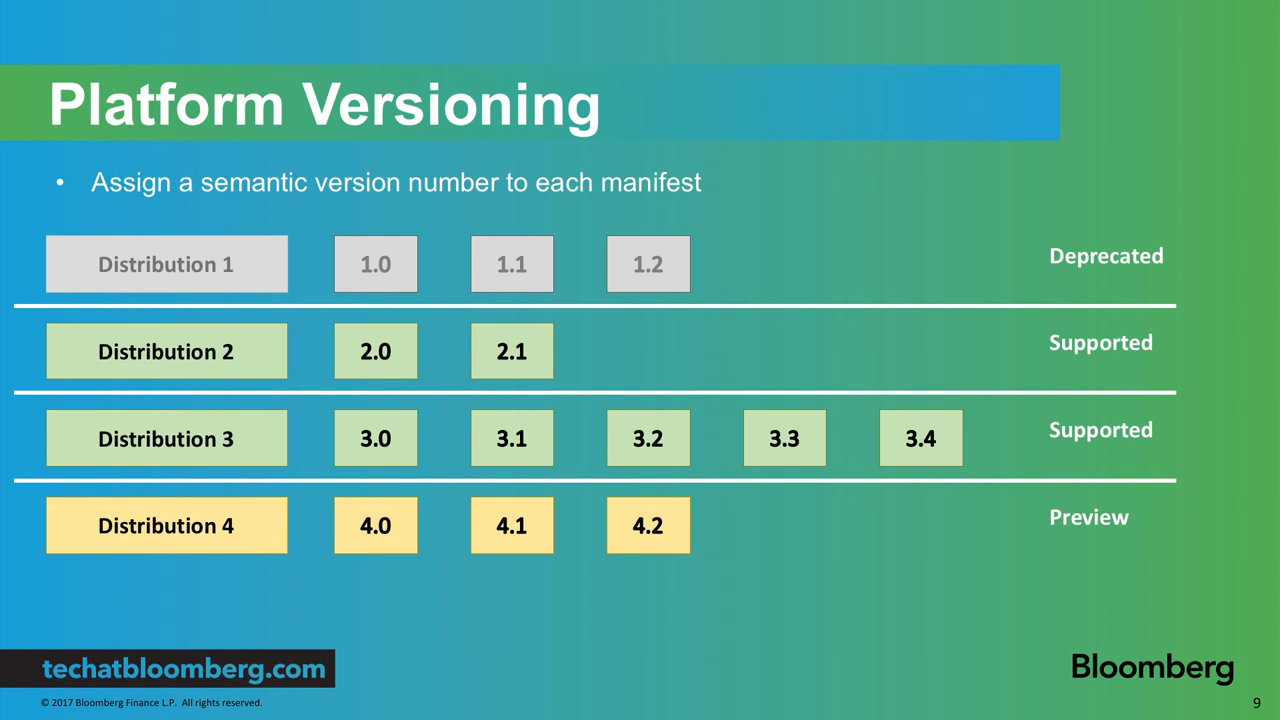 Platform Versioning
• Assign a semantic version number to each manifest
Distribution 1 1.0 1.1 1.2 Deprecated
Distribution 2 2.0 2.1 Supported
Distribution 3 3.0 3.1 3.2 3.3 3.4 Supported
Distribution 4 4.0 4.1 4.2 Preview
techatbloomberg.com
Bloomberg
© 2017 Bloomberg Finance L.P. All rights reserved.
9